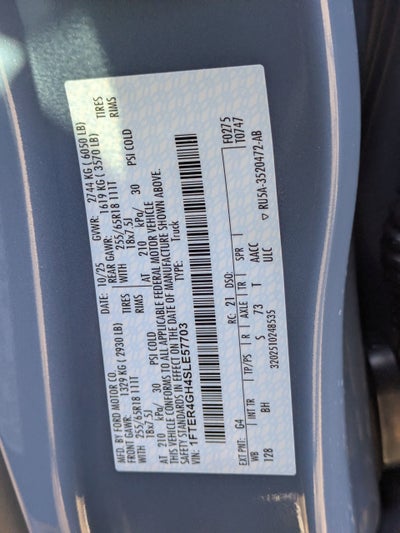 MFD. BY FORD MOTOR CO. DATE: 10/25 GVWR: 2744 KG ( 6050 LB)
FRONT GAWR: 1329 KG ( 2930 LB) REAR GAWR: 1619 KG ( 3570 LB)
WITH 255/65R18 111T TIRES WITH 255/65R18 111T TIRES
18x7.5J RIMS 18x7.5J RIMS
AT 210 kPa/ 30 PSI COLD AT 210 kPa/ 30 PSI COLD
THIS VEHICLE CONFORMS TO ALL APPLICABLE FEDERAL MOTOR VEHICLE
SAFETY STANDARDS IN EFFECT ON THE DATE OF MANUFACTURE SHOWN ABOVE.
VIN: 1FTER4GH4SLE57703 TYPE: Truck
F0275
10747
EXT PNT: G4 RC: 21 DSO:
WB INT TR TP/PS R AXLE TR SPR
128 BH S 73 T AACC
ULC
3202510248535 ▽ RU5A-3520472-AB